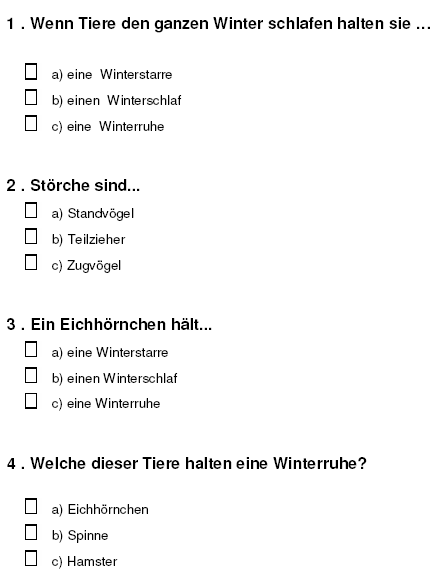 1 . Wenn Tiere den ganzen Winter schlafen halten sie ...
a) eine Winterstarre
b) einen Winterschlaf
c) eine Winterruhe
2 . Störche sind...
a) Standvögel
b) Teilzieher
c) Zugvögel
3 . Ein Eichhörnchen hält...
a) eine Winterstarre
b) einen Winterschlaf
c) eine Winterruhe
4 . Welche dieser Tiere halten eine Winterruhe?
a) Eichhörnchen
b) Spinne
c) Hamster